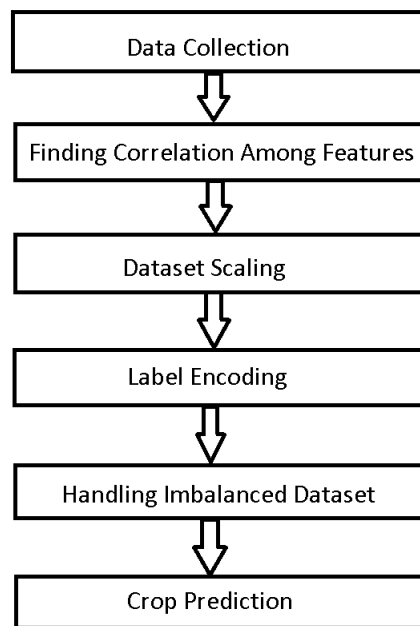 Data Collection
Finding Correlation Among Features
Dataset Scaling
Label Encoding
Handling Imbalanced Dataset
Crop Prediction